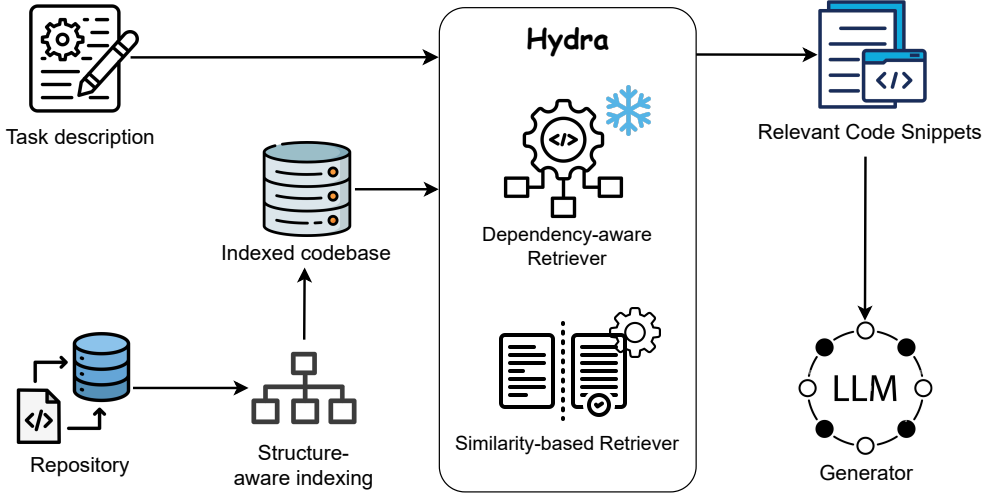 Task description
Indexed codebase
Repository
Structure-
aware indexing
Hydra
</>
Dependency-aware
Retriever
Similarity-based Retriever
</>
Relevant Code Snippets
LLM
Generator
</>